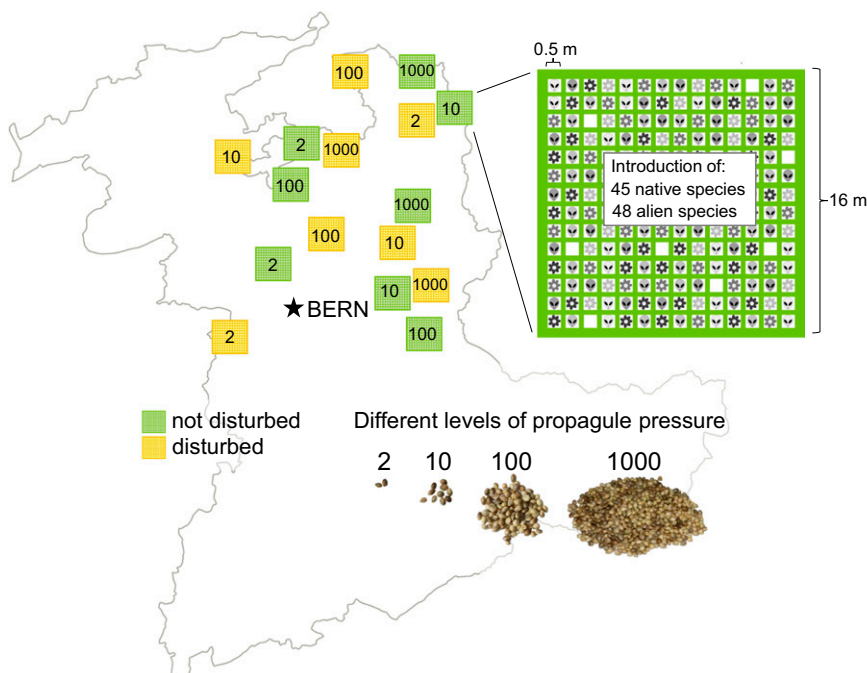 0.5 m
100
1000
10
2
2
1000
10
100
1000
100
10
2
10
1000
★BERN
2
100
Introduction of:
45 native species
48 alien species
16 m
not disturbed
disturbed
Different levels of propagule pressure
2 10 100 1000